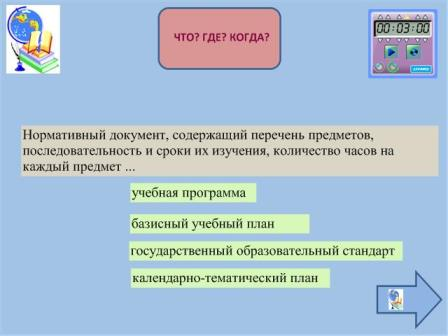 ЧТО? ГДЕ? КОГДА?
00:03:00
Нормативный документ, содержащий перечень предметов,
последовательность и сроки их изучения, количество часов на
каждый предмет ...
учебная программа
базисный учебный план
государственный образовательный стандарт
календарно-тематический план